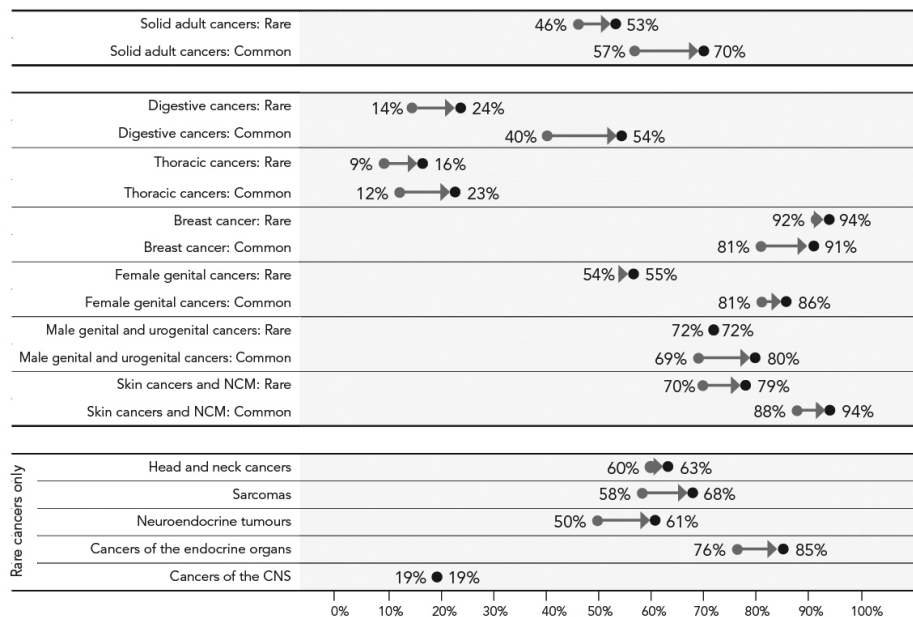 Solid adult cancers: Rare 46% 53%
Solid adult cancers: Common 57% 70%
Digestive cancers: Rare 14% 24%
Digestive cancers: Common 40% 54%
Thoracic cancers: Rare 9% 16%
Thoracic cancers: Common 12% 23%
Breast cancer: Rare 92% 94%
Breast cancer: Common 81% 91%
Female genital cancers: Rare 54% 55%
Female genital cancers: Common 81% 86%
Male genital and urogenital cancers: Rare 72% 72%
Male genital and urogenital cancers: Common 69% 80%
Skin cancers and NCM: Rare 70% 79%
Skin cancers and NCM: Common 88% 94%
Rare cancers only
Head and neck cancers 60% 63%
Sarcomas 58% 68%
Neuroendocrine tumours 50% 61%
Cancers of the endocrine organs 76% 85%
Cancers of the CNS 19% 19%
0% 10% 20% 30% 40% 50% 60% 70% 80% 90% 100%